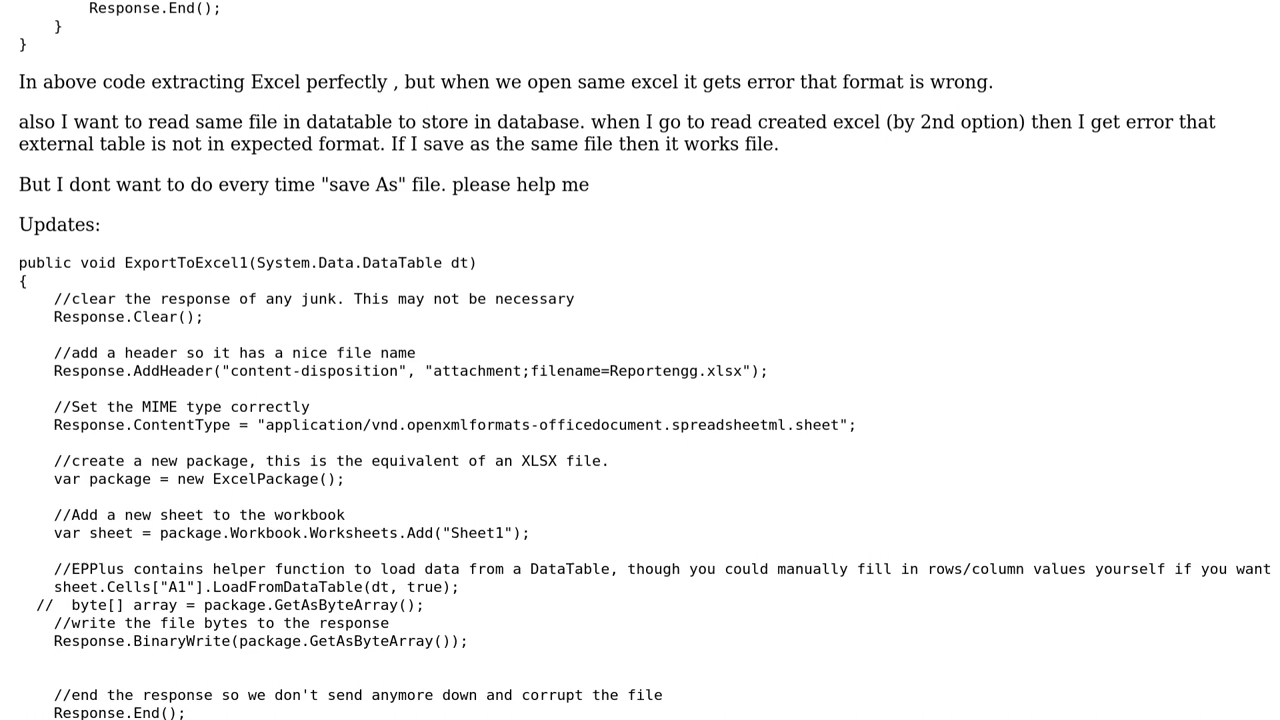 Response.End();
    }
}
In above code extracting Excel perfectly , but when we open same excel it gets error that format is wrong.
also I want to read same file in datatable to store in database. when I go to read created excel (by 2nd option) then I get error that
external table is not in expected format. If I save as the same file then it works file.
But I dont want to do every time "save As" file. please help me
Updates:
public void ExportToExcel1(System.Data.DataTable dt)
{
    //clear the response of any junk. This may not be necessary
    Response.Clear();
    //add a header so it has a nice file name
    Response.AddHeader("content-disposition", "attachment;filename=Reportengg.xlsx");
    //Set the MIME type correctly
    Response.ContentType = "application/vnd.openxmlformats-officedocument.spreadsheetml.sheet";
    //create a new package, this is the equivalent of an XLSX file.
    var package = new ExcelPackage();
    //Add a new sheet to the workbook
    var sheet = package.Workbook.Worksheets.Add("Sheet1");
    //EPPlus contains helper function to load data from a DataTable, though you could manually fill in rows/column values yourself if you want
    sheet.Cells["A1"].LoadFromDataTable(dt, true);
  //  byte[] array = package.GetAsByteArray();
    //write the file bytes to the response
    Response.BinaryWrite(package.GetAsByteArray());
    //end the response so we don't send anymore down and corrupt the file
    Response.End();